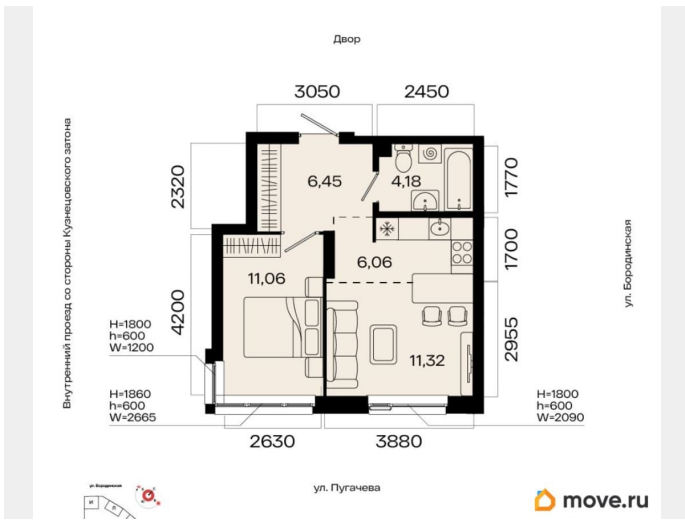 Двор
3050
2450
Внутренний проезд со стороны Кузнецовского затона
2320
6,45
4,18
1770
ул. Бородинская
6,06
1700
11,06
4200
2955
11,32
H=1800
h=600
W=1200
H=1860
h=600
W=2665
H=1800
h=600
W=2090
2630
3880
ул. Бородинская
ул. Пугачева
move.ru